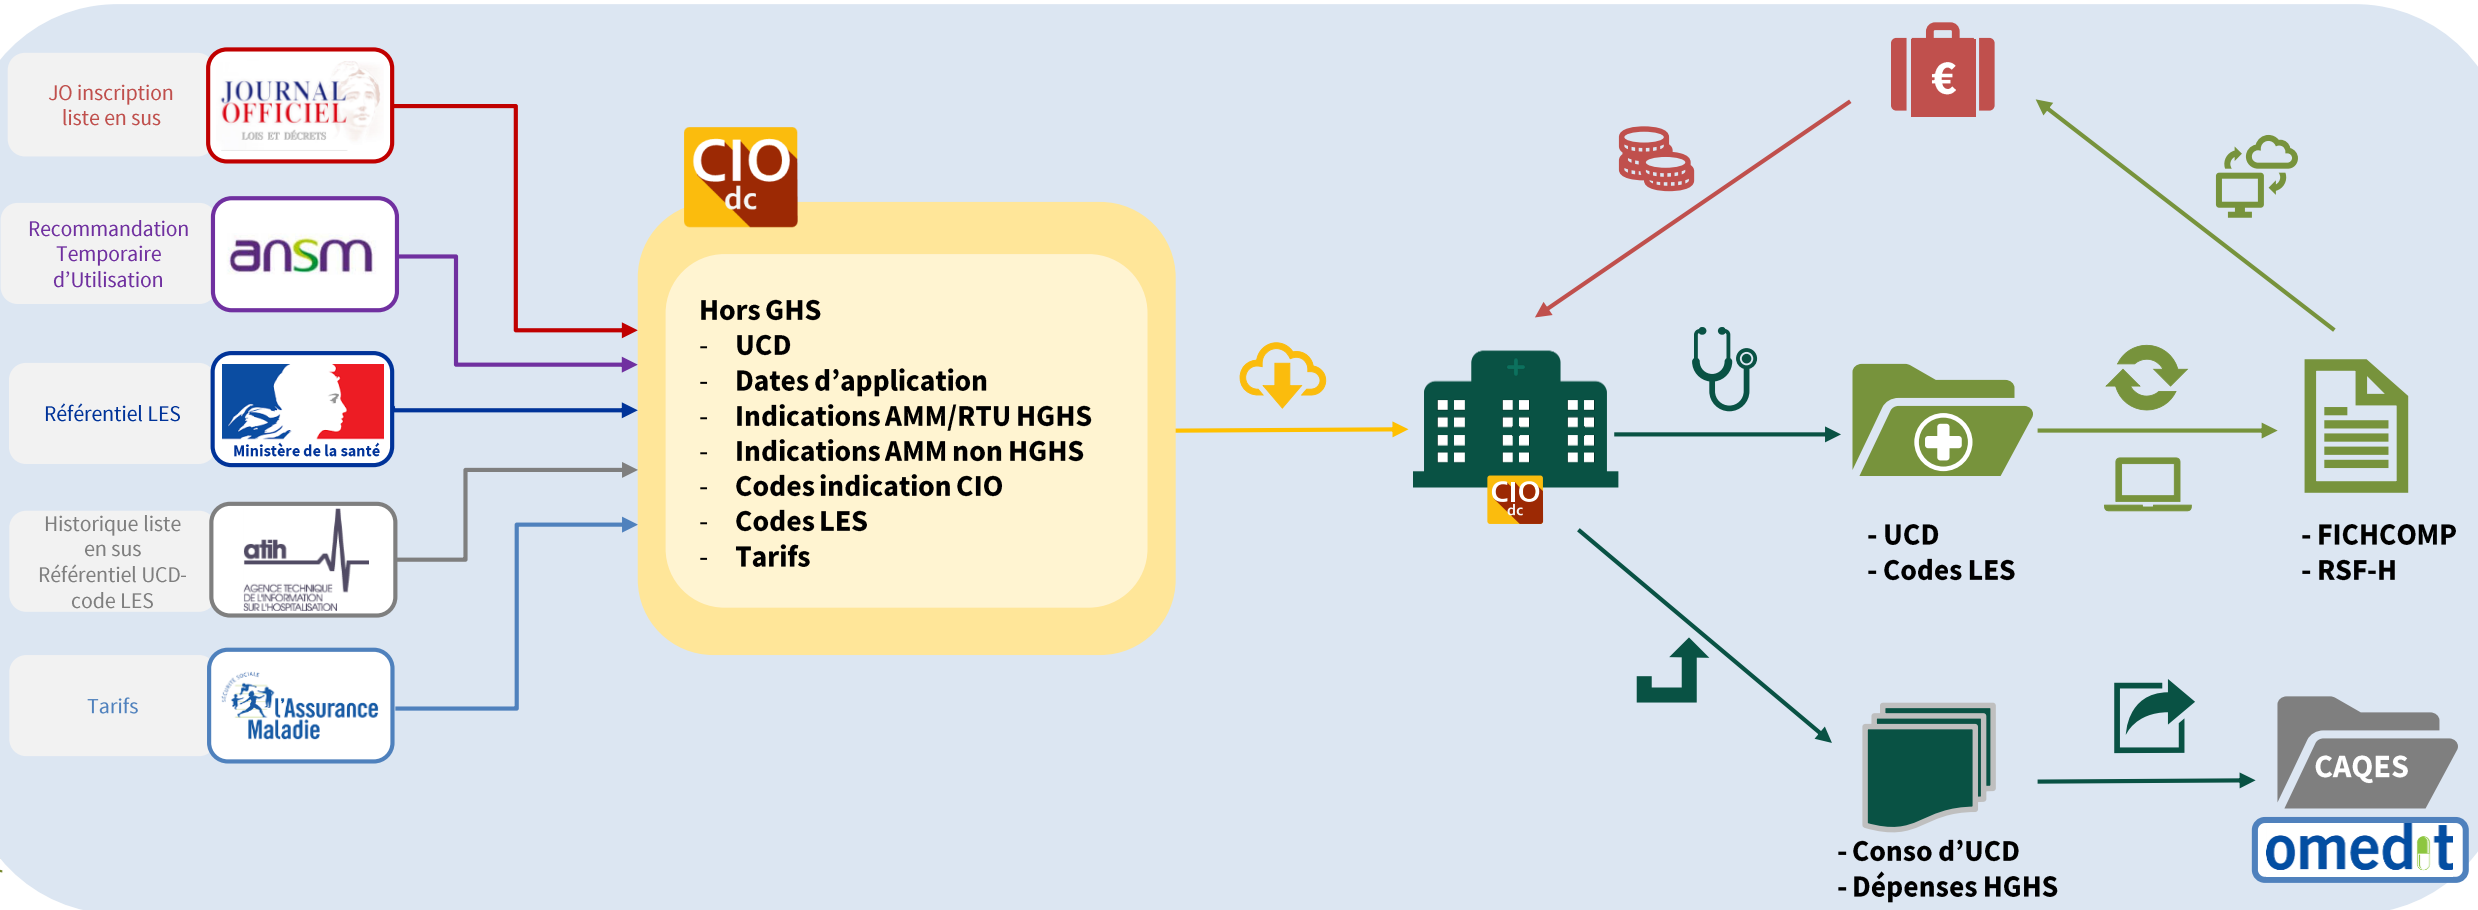 JO inscription
liste en sus
JOURNAL
OFFICIEL
LOIS ET DÉCRETS
Recommandation
Temporaire
d'Utilisation
ansm
Référentiel LES
Ministère de la santé
Historique liste
en sus
Référentiel UCD-
code LES
atih
AGENCE TECHNIQUE
DE L'INFORMATION
SUR L'HOSPITALISATION
Tarifs
SÉCURITÉ SOCIALE
l'Assurance
Maladie
CIO
dc
Hors GHS
- UCD
- Dates d'application
- Indications AMM/RTU HGHS
- Indications AMM non HGHS
- Codes indication CIO
- Codes LES
- Tarifs
€
CIO
dc
- UCD
- Codes LES
- FICHCOMP
- RSF-H
- Conso d'UCD
- Dépenses HGHS
CAQES
omedit